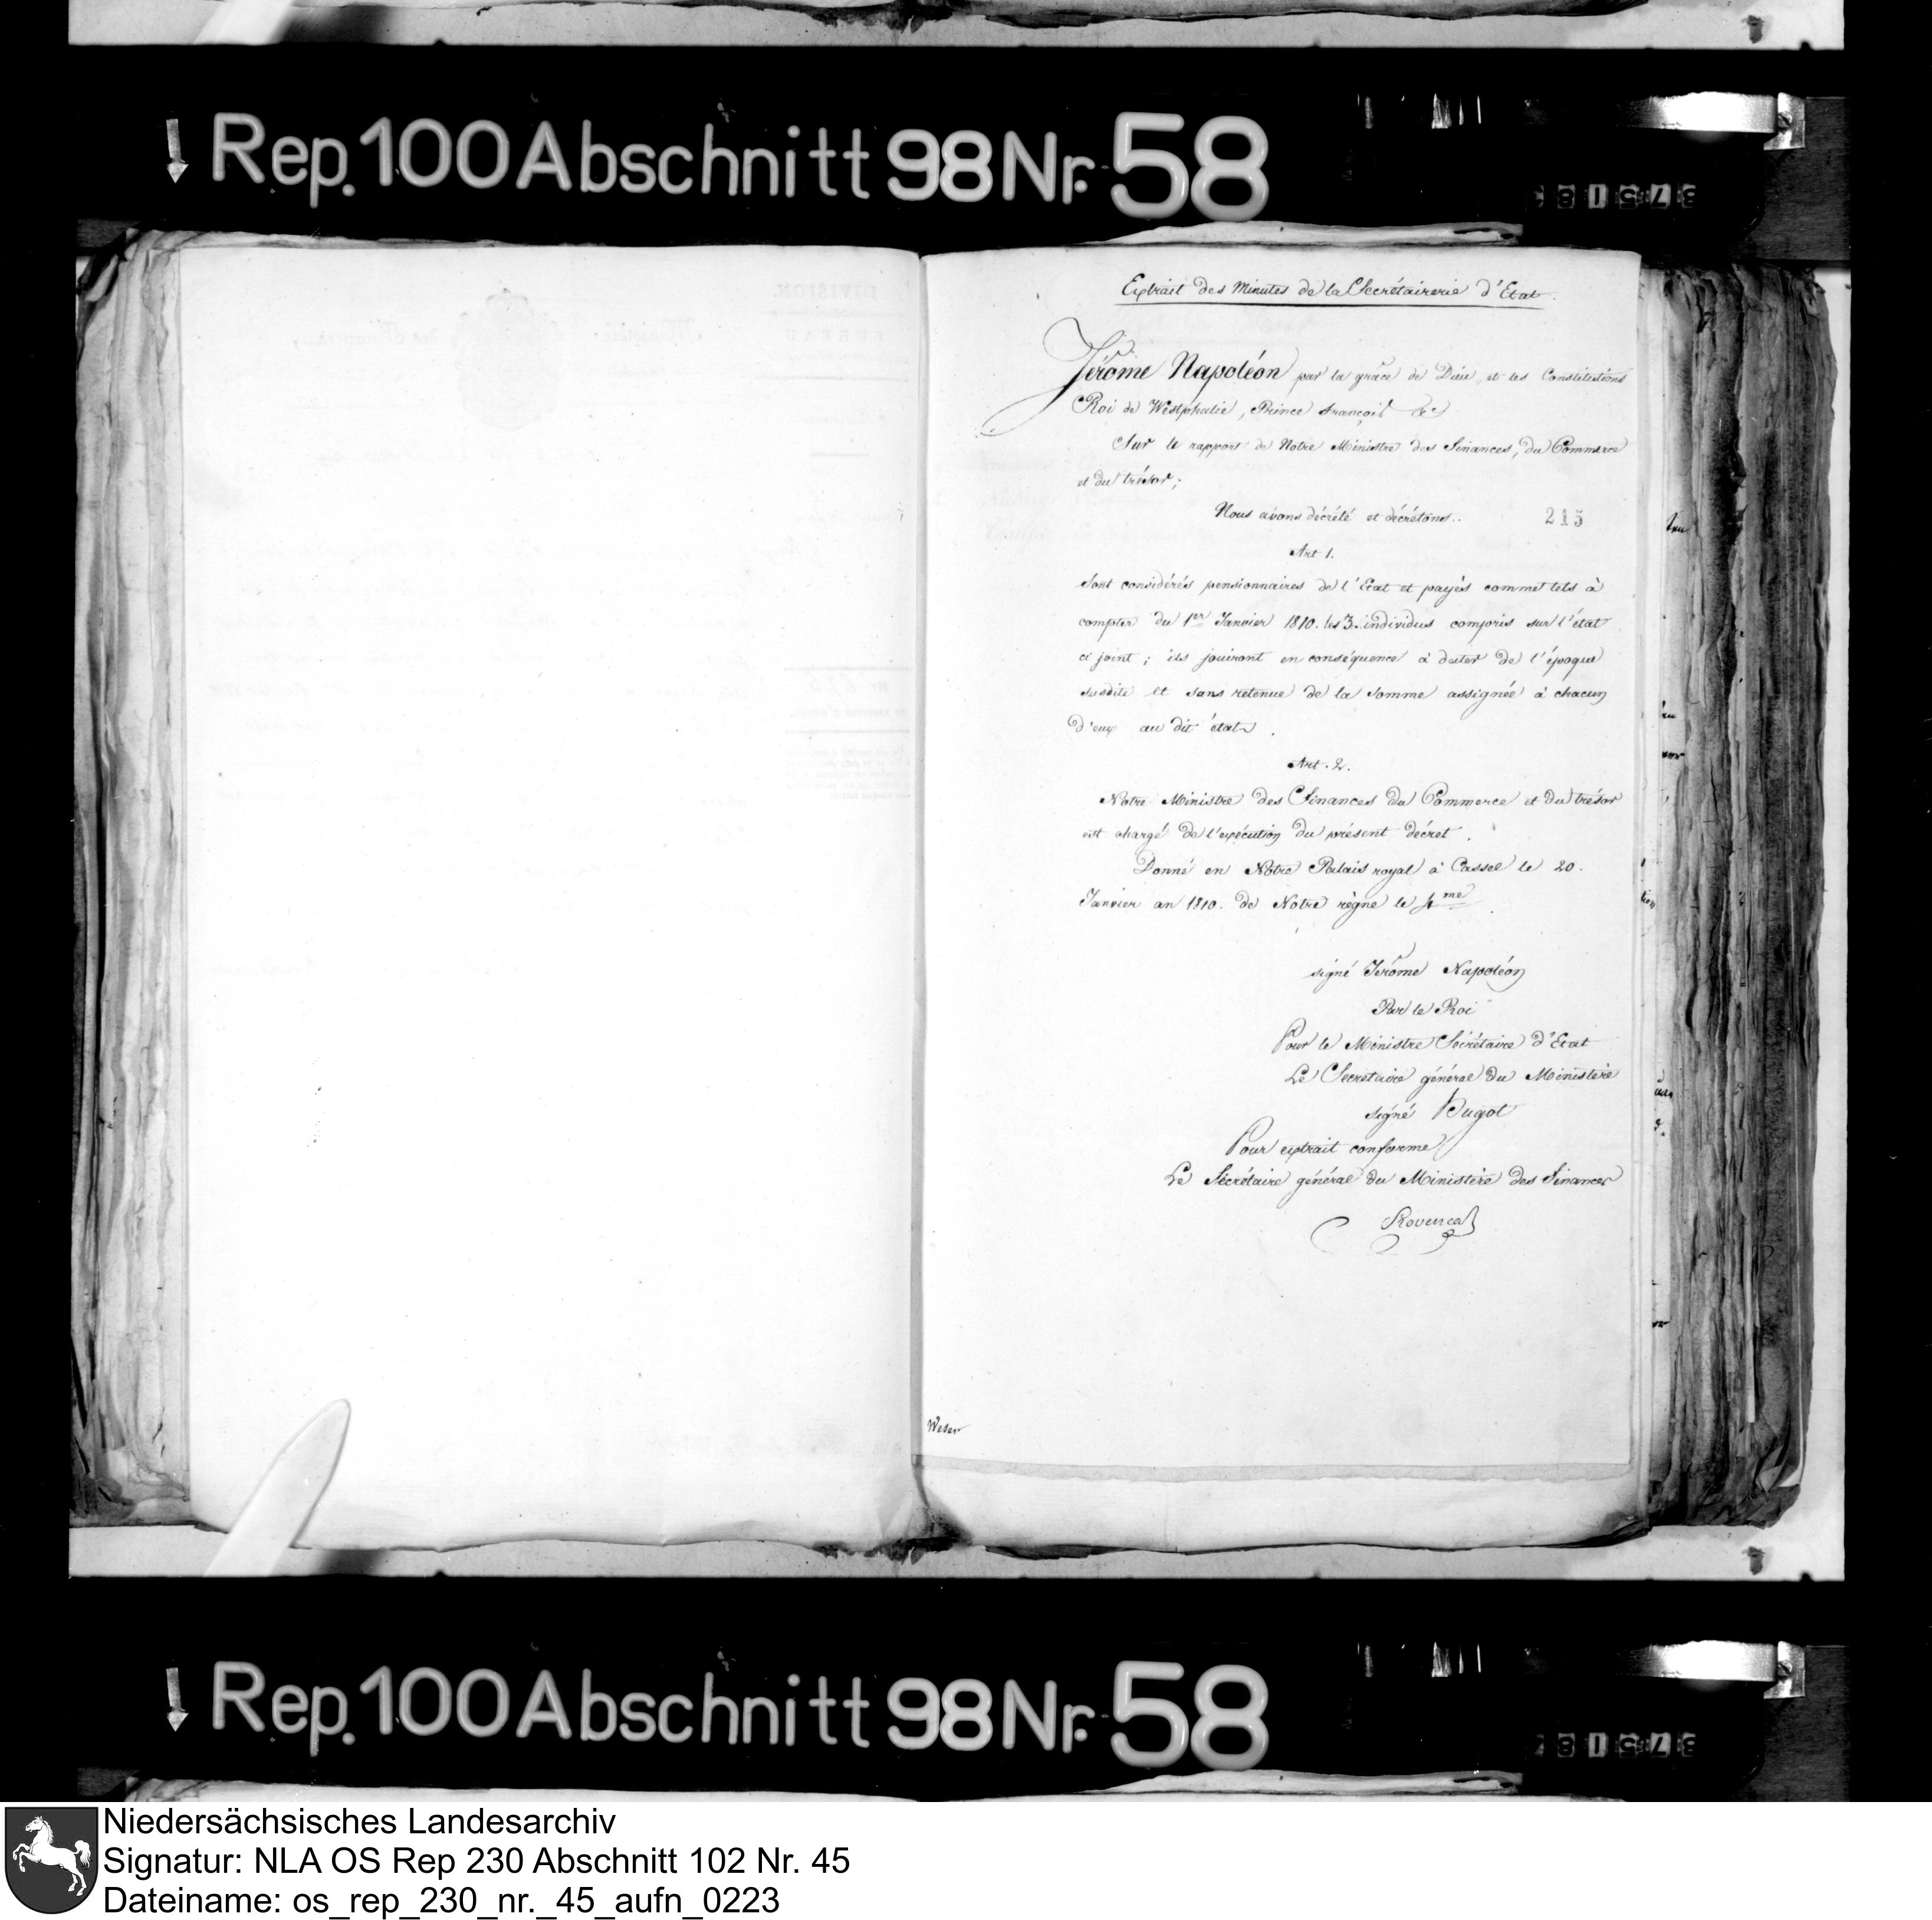 Rep. 100 Abschnitt 98 Nr. 58
Extrait des Minutes de la Secrétairerie d'Etat.
Jérôme Napoléon par la grâce de Dieu, et les Constitutions
Roi de Westphalie, Prince français &c
Sur le rapport de Notre Ministre des Finances, du Commerce
et du trésor;
Nous avons décrété et décrétons..
215
Art 1.
Sont considérés pensionnaires de l'Etat et payés comme tels à
compter du 1er Janvier 1810. les 3. individus compris sur l'état
ci joint; ils jouiront en conséquence à dater de l'époque
susdite et sans retenue de la somme assignée à chacun
d'eux au dit état.
Art. 2.
Notre Ministre des Finances du Commerce et du trésor
est chargé de l'exécution du présent décret.
Donné en Notre Palais royal à Cassel le 20.
Janvier an 1810. de Notre règne le 4me
signé Jérôme Napoléon
Par le Roi
Pour le Ministre Secrétaire d'Etat
Le Secretaire général du Ministère
signé Hugot
Pour extrait conforme
Le Sécrétaire général du Ministère des Finances
Provencal
Weser
Rep. 100 Abschnitt 98 Nr. 58
Niedersächsisches Landesarchiv
Signatur: NLA OS Rep 230 Abschnitt 102 Nr. 45
Dateiname: os_rep_230_nr._45_aufn_0223